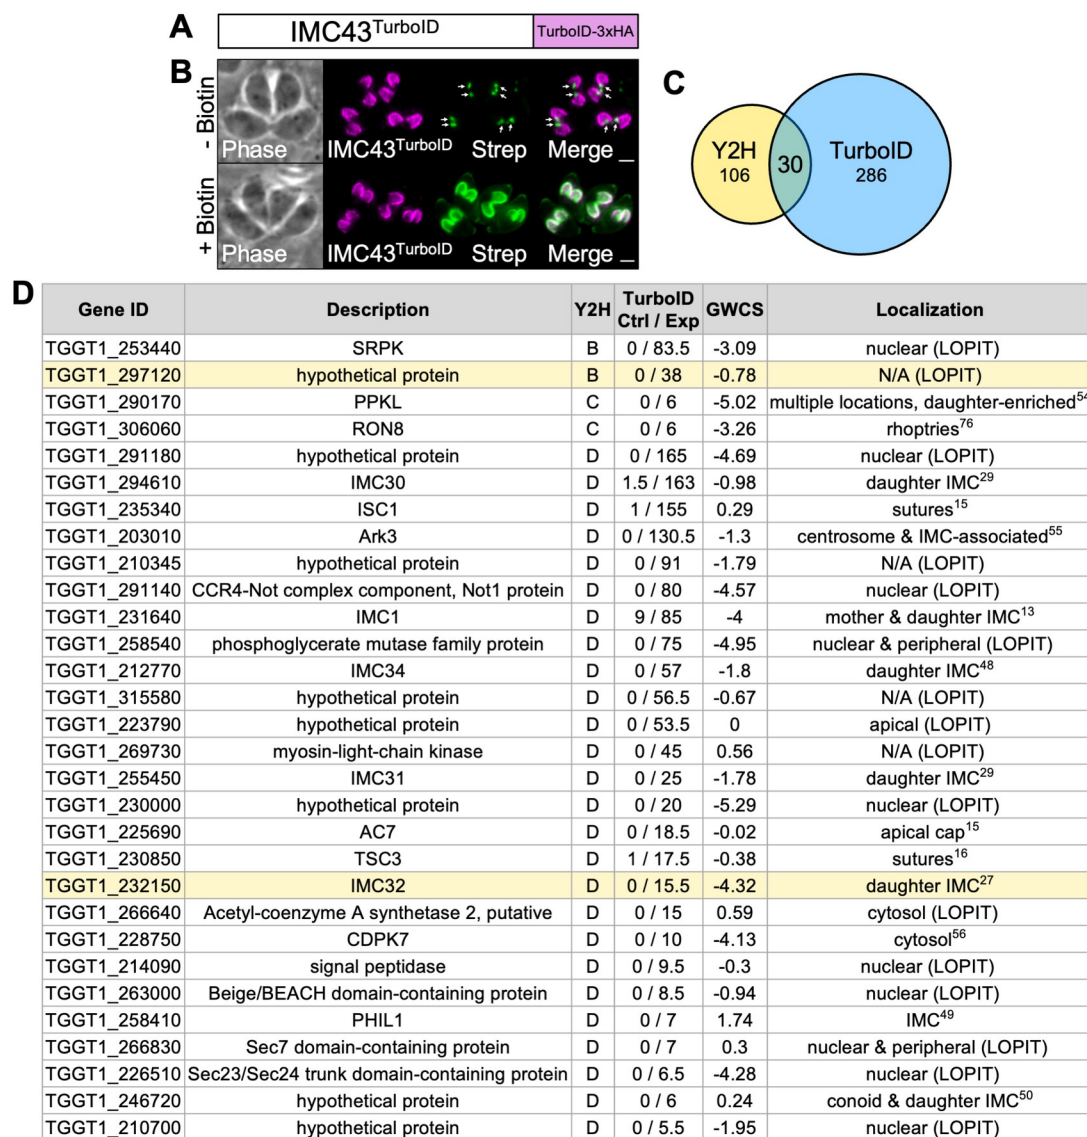 A
IMC43TurboID
TurboID-3xHA
B
- Biotin
Phase
IMC43TurboID
Strep
Merge
+ Biotin
Phase
IMC43TurboID
Strep
Merge
C
Y2H
106
30
TurboID
286
D
Gene ID Description Y2H TurboID Ctrl / Exp GWCS Localization
TGGT1_253440 SRPK B 0 / 83.5 -3.09 nuclear (LOPIT)
TGGT1_297120 hypothetical protein B 0 / 38 -0.78 N/A (LOPIT)
TGGT1_290170 PPKL C 0 / 6 -5.02 multiple locations, daughter-enriched54
TGGT1_306060 RON8 C 0 / 6 -3.26 rhoptries76
TGGT1_291180 hypothetical protein D 0 / 165 -4.69 nuclear (LOPIT)
TGGT1_294610 IMC30 D 1.5 / 163 -0.98 daughter IMC29
TGGT1_235340 ISC1 D 1 / 155 0.29 sutures15
TGGT1_203010 Ark3 D 0 / 130.5 -1.3 centrosome & IMC-associated55
TGGT1_210345 hypothetical protein D 0 / 91 -1.79 N/A (LOPIT)
TGGT1_291140 CCR4-Not complex component, Not1 protein D 0 / 80 -4.57 nuclear (LOPIT)
TGGT1_231640 IMC1 D 9 / 85 -4 mother & daughter IMC13
TGGT1_258540 phosphoglycerate mutase family protein D 0 / 75 -4.95 nuclear & peripheral (LOPIT)
TGGT1_212770 IMC34 D 0 / 57 -1.8 daughter IMC48
TGGT1_315580 hypothetical protein D 0 / 56.5 -0.67 N/A (LOPIT)
TGGT1_223790 hypothetical protein D 0 / 53.5 0 apical (LOPIT)
TGGT1_269730 myosin-light-chain kinase D 0 / 45 0.56 N/A (LOPIT)
TGGT1_255450 IMC31 D 0 / 25 -1.78 daughter IMC29
TGGT1_230000 hypothetical protein D 0 / 20 -5.29 nuclear (LOPIT)
TGGT1_225690 AC7 D 0 / 18.5 -0.02 apical cap15
TGGT1_230850 TSC3 D 1 / 17.5 -0.38 sutures16
TGGT1_232150 IMC32 D 0 / 15.5 -4.32 daughter IMC27
TGGT1_266640 Acetyl-coenzyme A synthetase 2, putative D 0 / 15 0.59 cytosol (LOPIT)
TGGT1_228750 CDPK7 D 0 / 10 -4.13 cytosol56
TGGT1_214090 signal peptidase D 0 / 9.5 -0.3 nuclear (LOPIT)
TGGT1_263000 Beige/BEACH domain-containing protein D 0 / 8.5 -0.94 nuclear (LOPIT)
TGGT1_258410 PHIL1 D 0 / 7 1.74 IMC49
TGGT1_266830 Sec7 domain-containing protein D 0 / 7 0.3 nuclear & peripheral (LOPIT)
TGGT1_226510 Sec23/Sec24 trunk domain-containing protein D 0 / 6.5 -4.28 nuclear (LOPIT)
TGGT1_246720 hypothetical protein D 0 / 6 0.24 conoid & daughter IMC50
TGGT1_210700 hypothetical protein D 0 / 5.5 -1.95 nuclear (LOPIT)